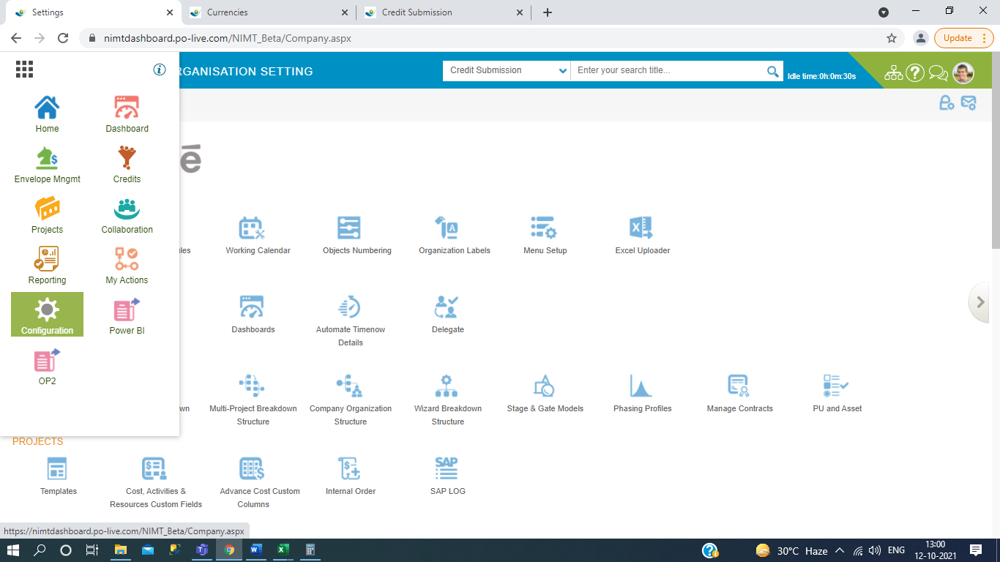 Settings
Currencies
Credit Submission
nimtdashboard.po-live.com/NIMT_Beta/Company.aspx
Update
RGANISATION SETTING
Credit Submission
Enter your search title...
Idle time:0h:0m:30s
Home
Dashboard
Envelope Mngmt
Credits
é
Projects
Collaboration
Reporting
My Actions
Configuration
Power BI
OP2
ules
Working Calendar
Objects Numbering
Organization Labels
Menu Setup
Excel Uploader
Dashboards
Automate Timenow
Details
Delegate
wn
Multi-Project Breakdown
Structure
Company Organization
Structure
Wizard Breakdown
Structure
Stage & Gate Models
Phasing Profiles
Manage Contracts
PU and Asset
PROJECTS
Templates
Cost, Activities &
Resources Custom Fields
Advance Cost Custom
Columns
Internal Order
SAP
SAP LOG
https://nimtdashboard.po-live.com/NIMT_Beta/Company.aspx
30°C Haze
ENG
13:00
12-10-2021